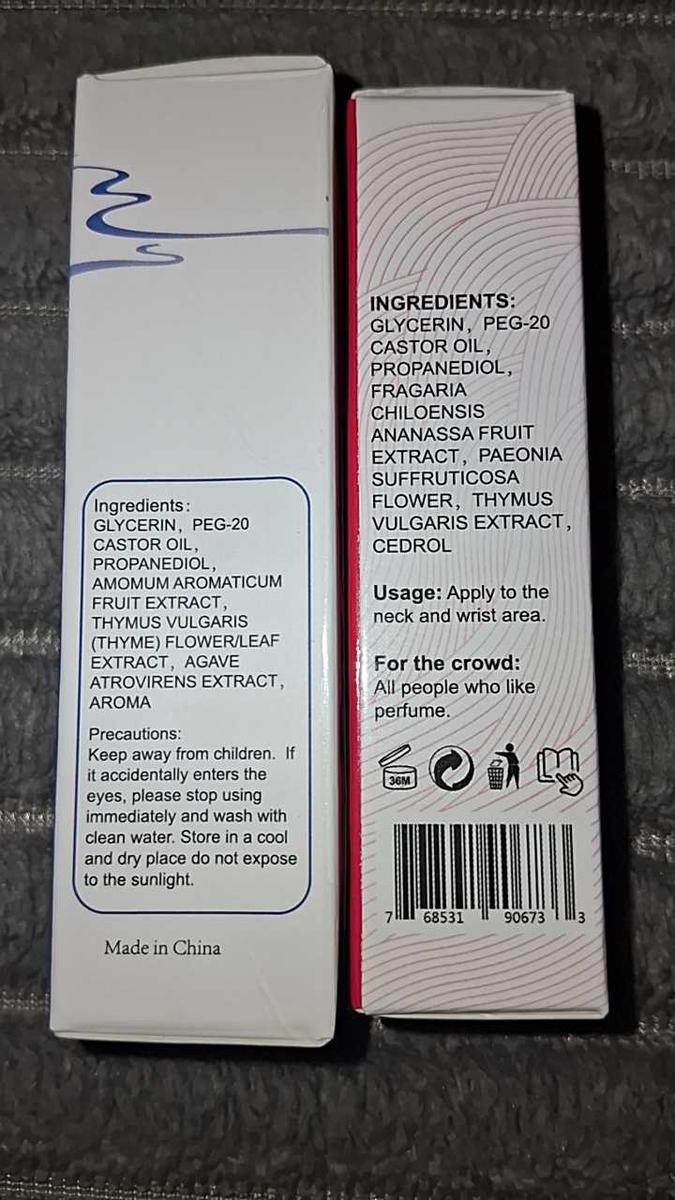 Ingredients:
GLYCERIN, PEG-20
CASTOR OIL,
PROPANEDIOL,
AMOMUM AROMATICUM
FRUIT EXTRACT,
THYMUS VULGARIS
(THYME) FLOWER/LEAF
EXTRACT, AGAVE
ATROVIRENS EXTRACT,
AROMA
Precautions:
Keep away from children. If
it accidentally enters the
eyes, please stop using
immediately and wash with
clean water. Store in a cool
and dry place do not expose
to the sunlight.
Made in China
INGREDIENTS:
GLYCERIN, PEG-20
CASTOR OIL,
PROPANEDIOL,
FRAGARIA
CHILOENSIS
ANANASSA FRUIT
EXTRACT, PAEONIA
SUFFRUTICOSA
FLOWER, THYMUS
VULGARIS EXTRACT,
CEDROL
Usage: Apply to the
neck and wrist area.
For the crowd:
All people who like
perfume.
36M
7 68531 90673 3